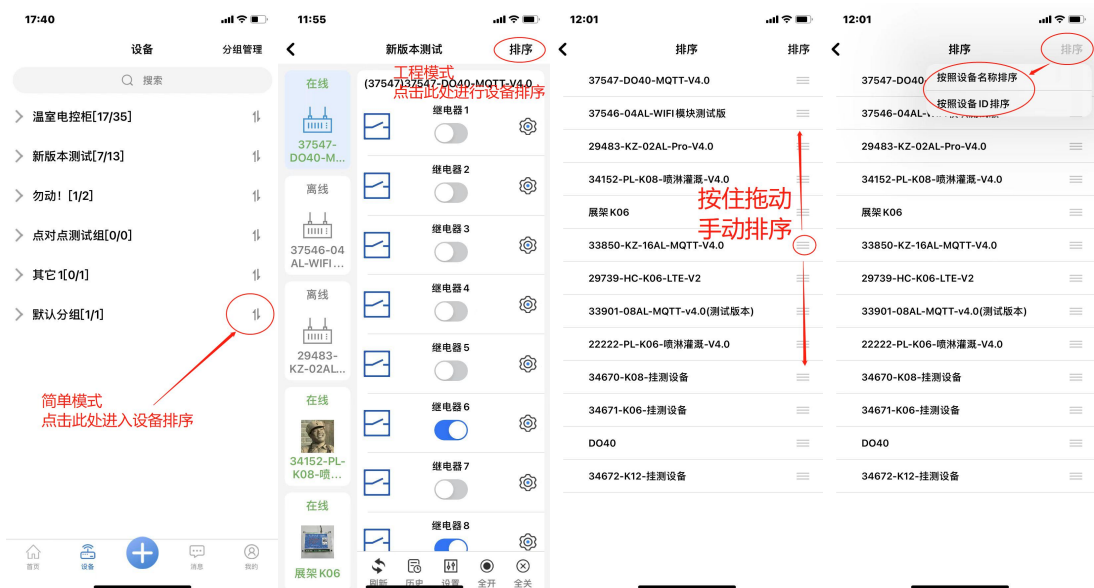 17:40
设备
分组管理
搜索
温室电控柜[17/35]
新版本测试[7/13]
勿动！[1/2]
点对点测试组[0/0]
其它1[0/1]
默认分组[1/1]
简单模式
点击此处进入设备排序
首页
设备
消息
我的
11:55
新版本测试
排序
工程模式
点击此处进行设备排序
在线
37547-
DO40-M...
离线
37546-04
AL-WIFI...
离线
29483-
KZ-02AL...
在线
34152-PL-
K08-喷...
在线
展架K06
(37547)37547-DO40-MQTT-V4.0
继电器1
继电器2
继电器3
继电器4
继电器5
继电器6
继电器7
继电器8
刷新
历史
设置
全开
全关
12:01
排序
排序
37547-DO40-MQTT-V4.0
37546-04AL-WIFI模块测试版
29483-KZ-02AL-Pro-V4.0
34152-PL-K08-喷淋灌溉-V4.0
展架K06
33850-KZ-16AL-MQTT-V4.0
29739-HC-K06-LTE-V2
33901-08AL-MQTT-v4.0(测试版本)
22222-PL-K06-喷淋灌溉-V4.0
34670-K08-挂测设备
34671-K06-挂测设备
DO40
34672-K12-挂测设备
按住拖动
手动排序
12:01
排序
排序
按照设备名称排序
按照设备ID排序
37547-DO40
37546-04AL-
29483-KZ-02AL-Pro-V4.0
34152-PL-K08-喷淋灌溉-V4.0
展架K06
33850-KZ-16AL-MQTT-V4.0
29739-HC-K06-LTE-V2
33901-08AL-MQTT-v4.0(测试版本)
22222-PL-K06-喷淋灌溉-V4.0
34670-K08-挂测设备
34671-K06-挂测设备
DO40
34672-K12-挂测设备